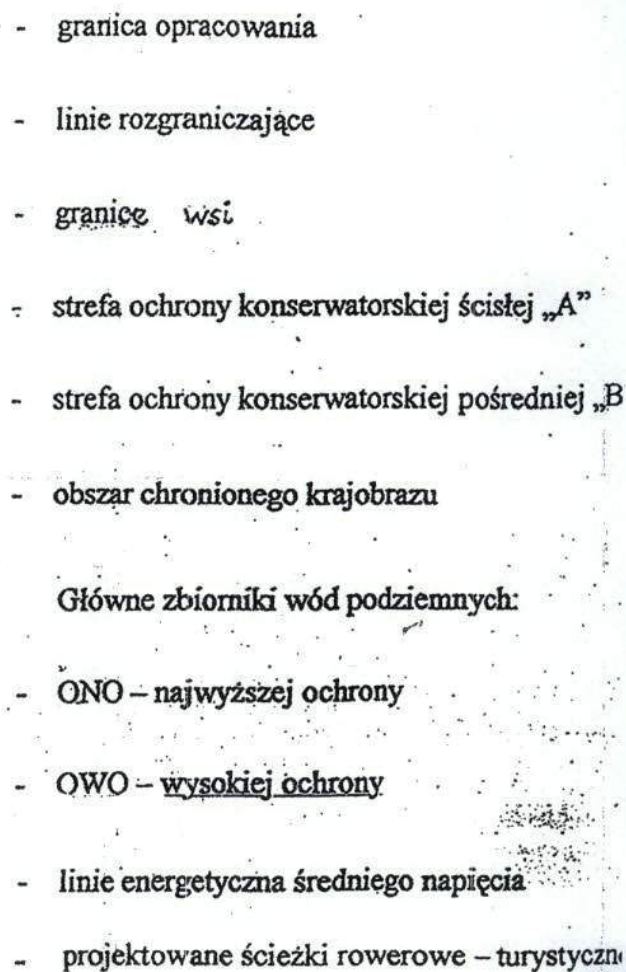 - granica opracowania
- linie rozgraniczające
- granice wsi
- strefa ochrony konserwatorskiej ścisłej „A”
- strefa ochrony konserwatorskiej pośredniej „B
- obszar chronionego krajobrazu
Główne zbiorniki wód podziemnych:
- ONO – najwyższej ochrony
- OWO – wysokiej ochrony
- linie energetyczna średniego napięcia
- projektowane ścieżki rowerowe – turystyczn